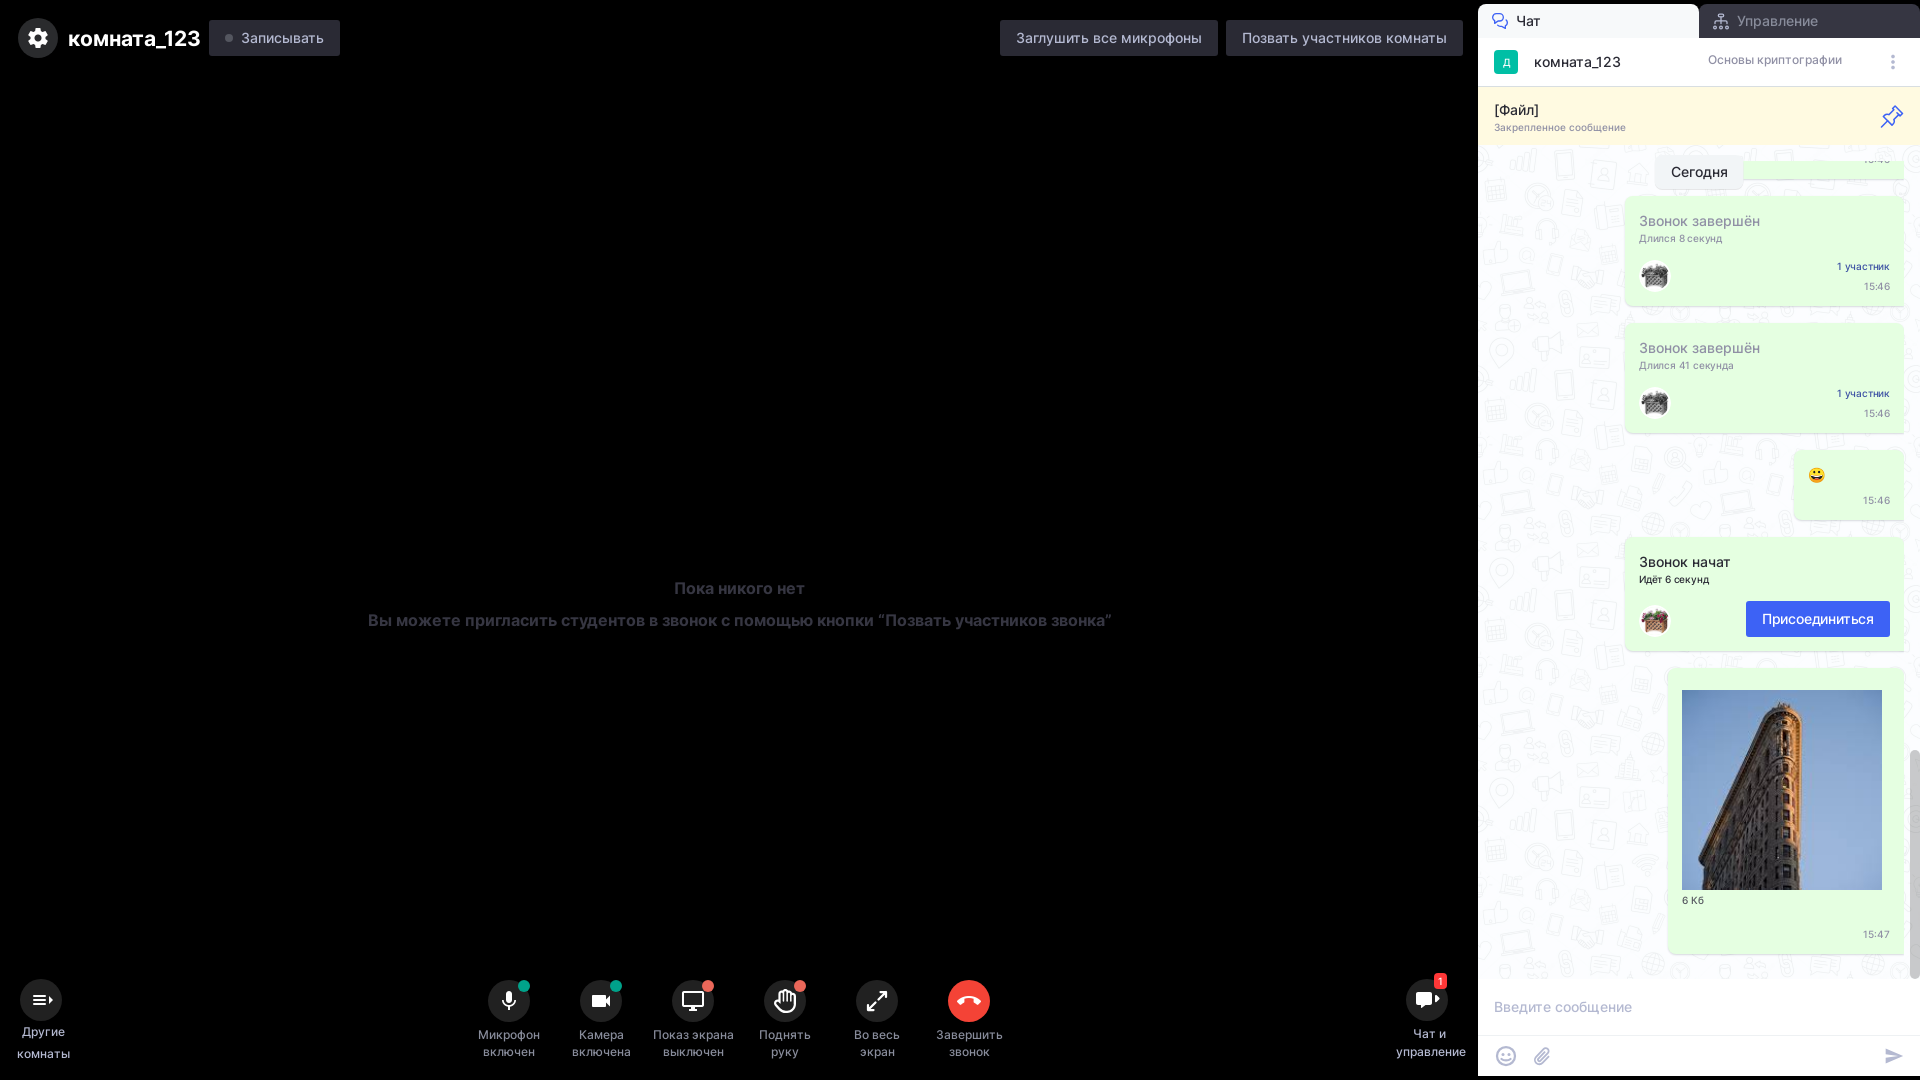 комната_123
Записывать
Заглушить все микрофоны
Позвать участников комнаты
Чат
Управление
Д
комната_123
Основы криптографии
[Файл]
Закрепленное сообщение
Сегодня
Звонок завершён
Длился 8 секунд
1 участник
15:46
Звонок завершён
Длился 41 секунда
1 участник
15:46
15:46
Звонок начат
Идёт 6 секунд
Присоединиться
6 Кб
15:47
Пока никого нет
Вы можете пригласить студентов в звонок с помощью кнопки “Позвать участников звонка”
Введите сообщение
Другие
комнаты
Микрофон
включен
Камера
включена
Показ экрана
выключен
Поднять
руку
Во весь
экран
Завершить
звонок
1
Чат и
управление